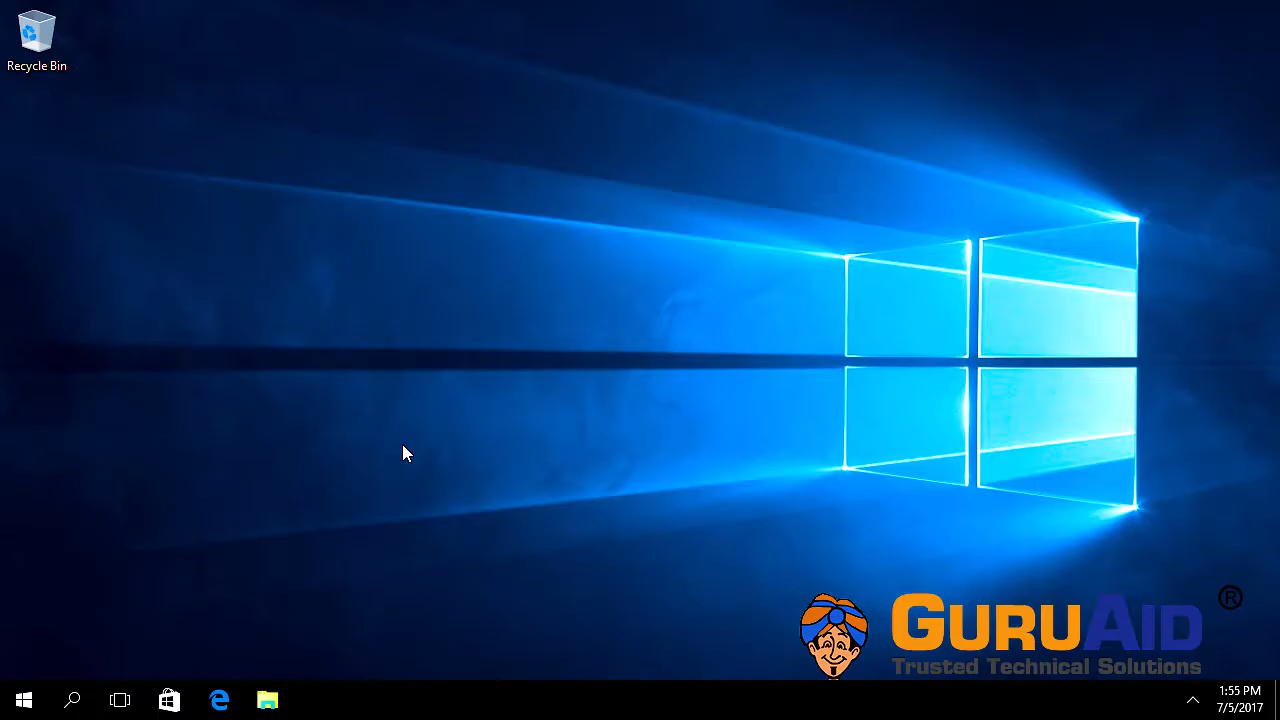 Recycle Bin
GURUAID ®
Trusted Technical Solutions
1:55 PM
7/5/2017